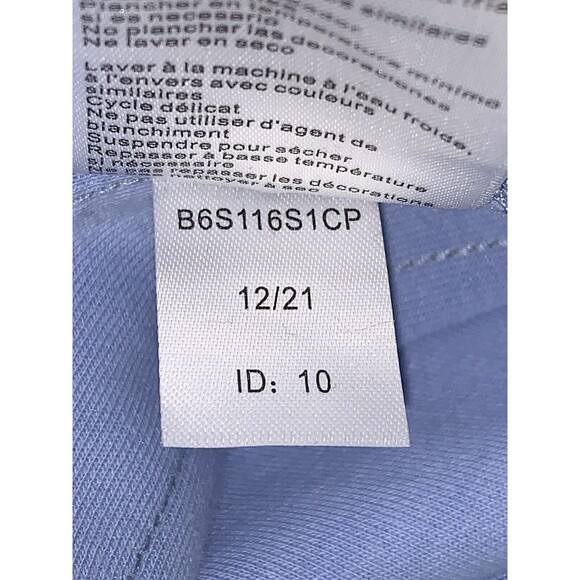 similares
si es necesario
No planchar las decoraciones
No lavar en seco
Laver à la machine à l'eau froide,
à l'envers avec couleurs
similaires
Cycle délicat
Ne pas utiliser d'agent de
blanchiment
Suspendre pour sécher
Repasser à basse température
si nécessaire
Ne pas repasser les décorations
nettoyer à sec
B6S116S1CP
12/21
ID: 10